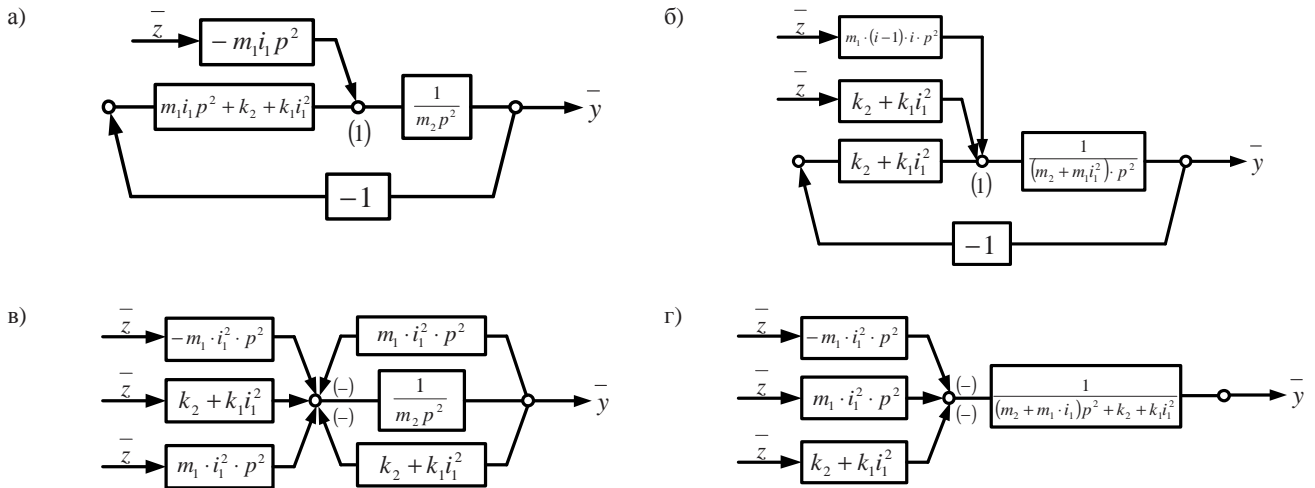 а)
z̄
− m₁i₁p²
m₁i₁p² + k₂ + k₁i₁²
(1)
1 / m₂p²
ȳ
−1
б)
z̄
m₁·(i−1)·i·p²
z̄
k₂ + k₁i₁²
k₂ + k₁i₁²
(1)
1 / (m₂ + m₁i₁²)·p²
ȳ
−1
в)
z̄
−m₁·i₁²·p²
m₁·i₁²·p²
z̄
k₂ + k₁i₁²
(−)
(−)
1 / m₂p²
ȳ
z̄
m₁·i₁²·p²
k₂ + k₁i₁²
г)
z̄
−m₁·i₁²·p²
z̄
m₁·i₁²·p²
(−)
(−)
1 / (m₂ + m₁·i₁)p² + k₂ + k₁i₁²
ȳ
z̄
k₂ + k₁i₁²